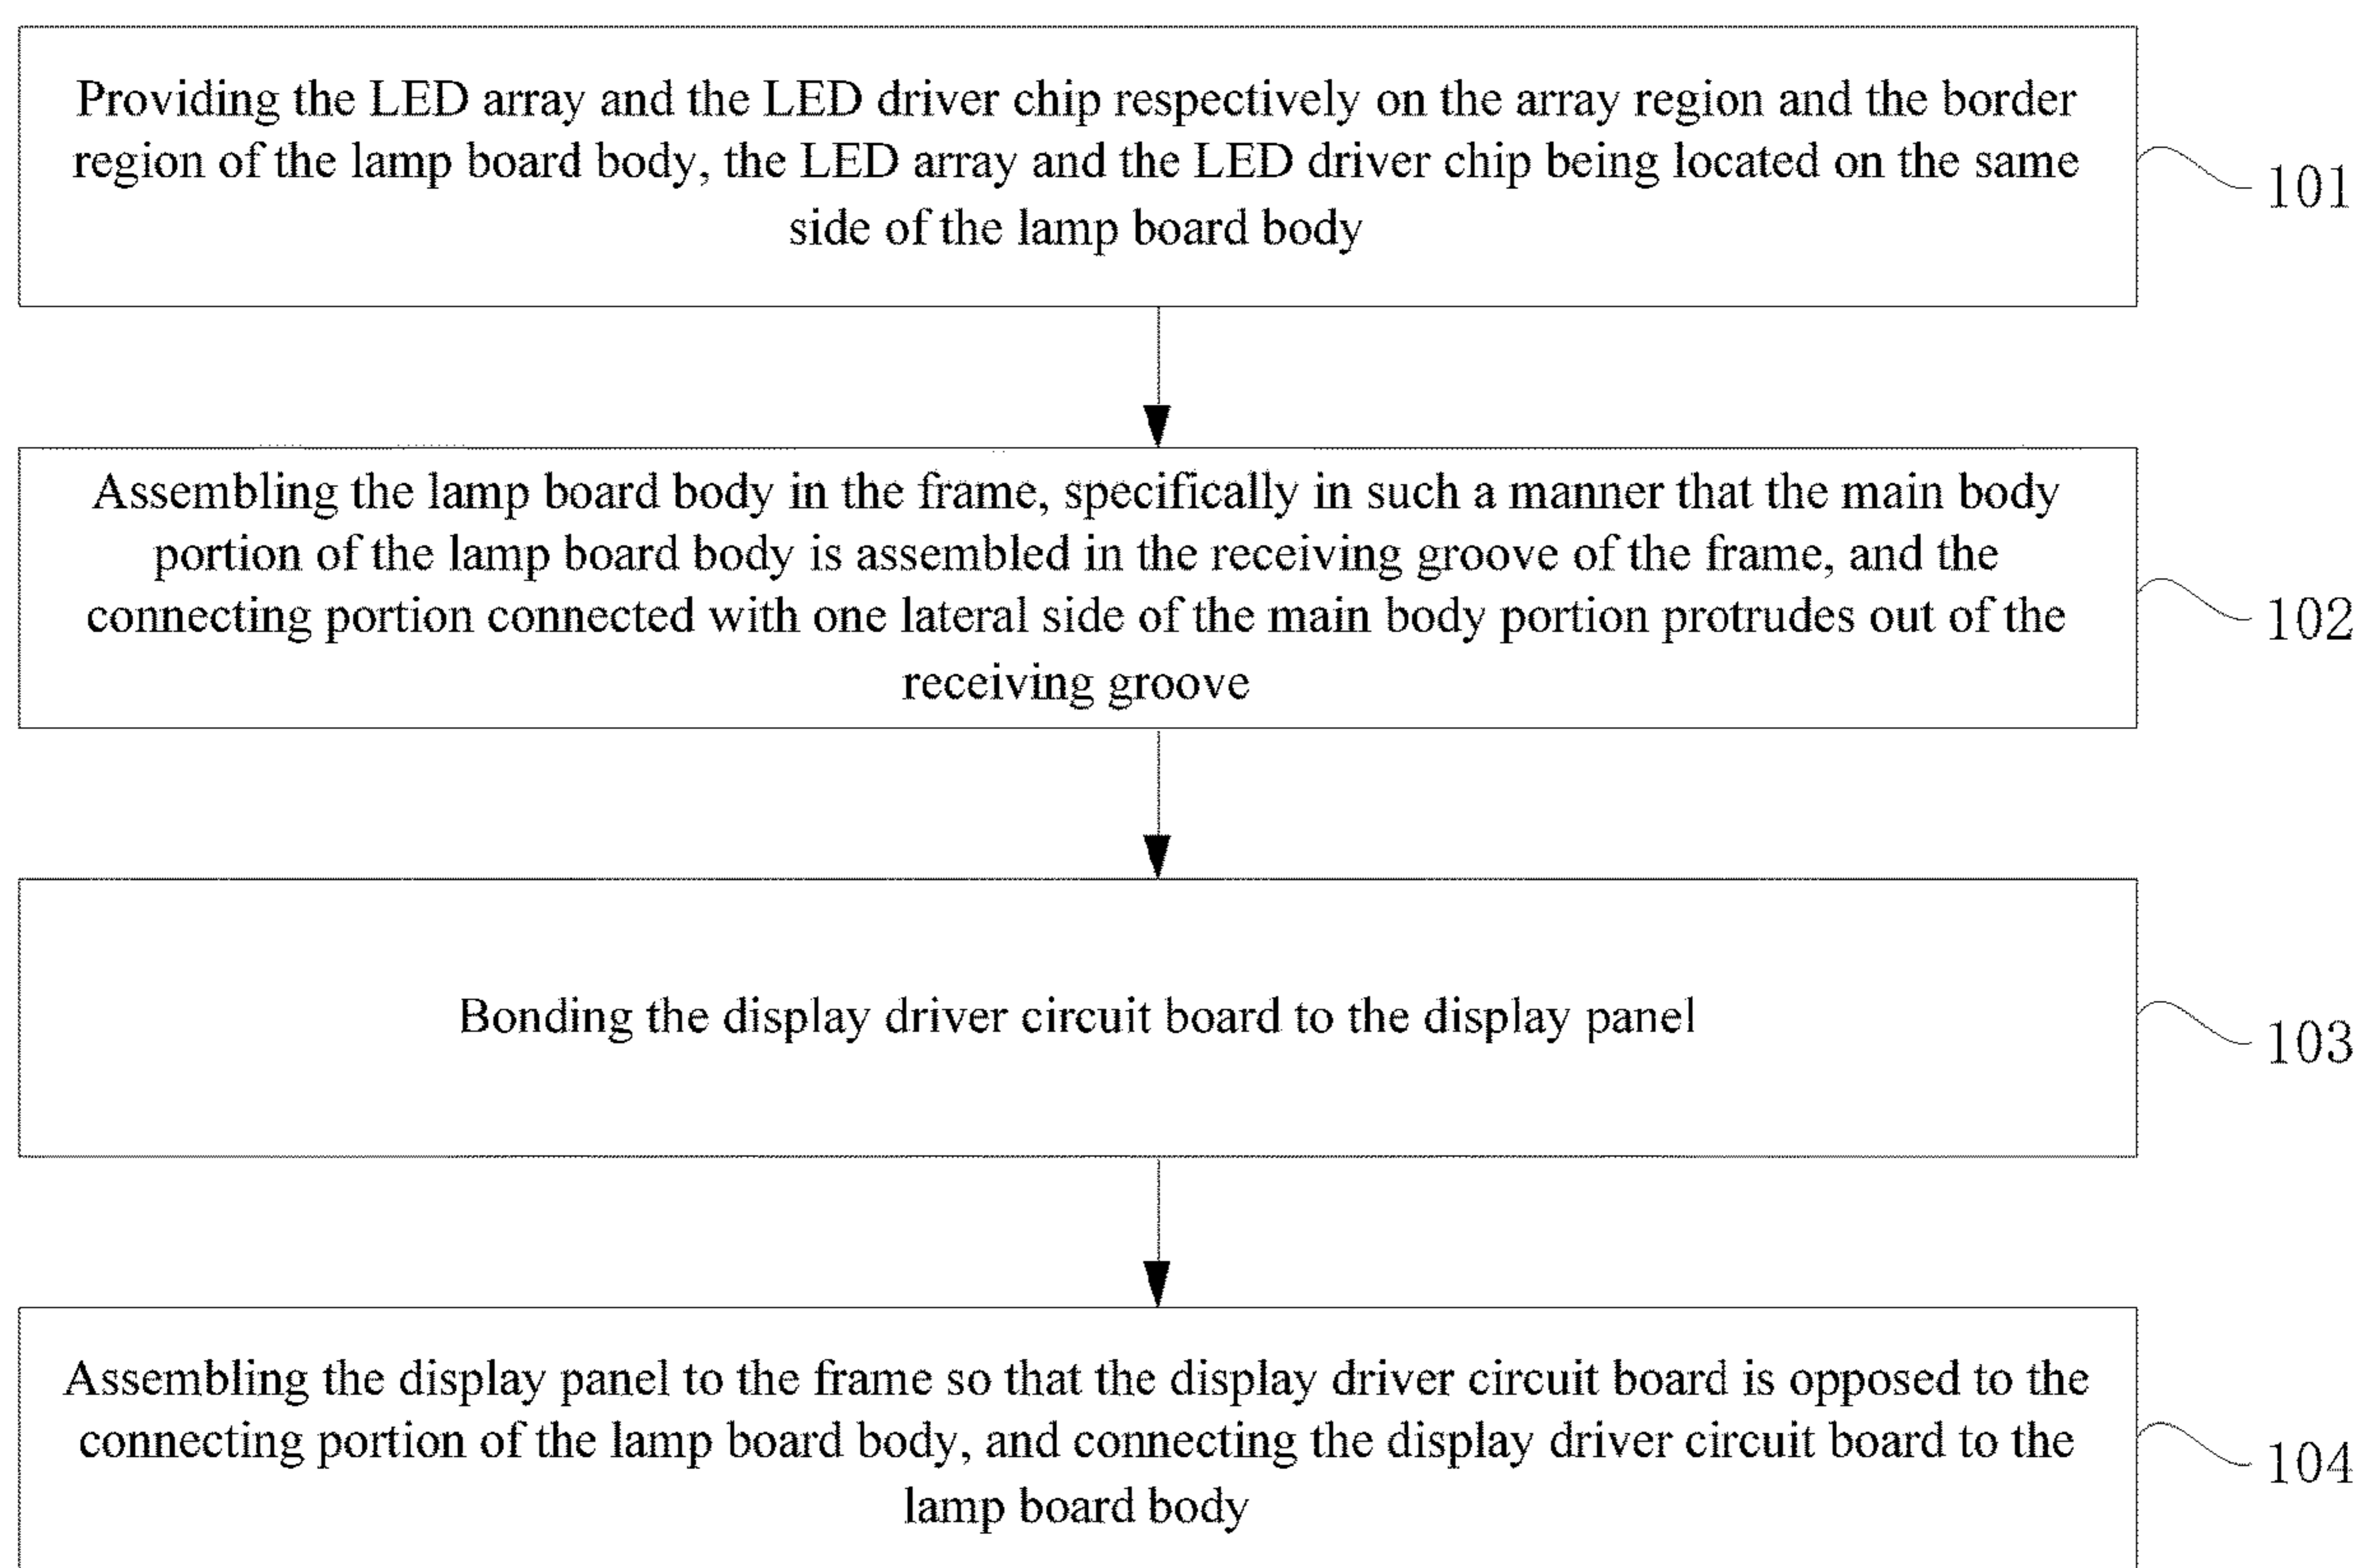 Providing the LED array and the LED driver chip respectively on the array region and the border
region of the lamp board body, the LED array and the LED driver chip being located on the same
side of the lamp board body
101
Assembling the lamp board body in the frame, specifically in such a manner that the main body
portion of the lamp board body is assembled in the receiving groove of the frame, and the
connecting portion connected with one lateral side of the main body portion protrudes out of the
receiving groove
102
Bonding the display driver circuit board to the display panel
103
Assembling the display panel to the frame so that the display driver circuit board is opposed to the
connecting portion of the lamp board body, and connecting the display driver circuit board to the
lamp board body
104